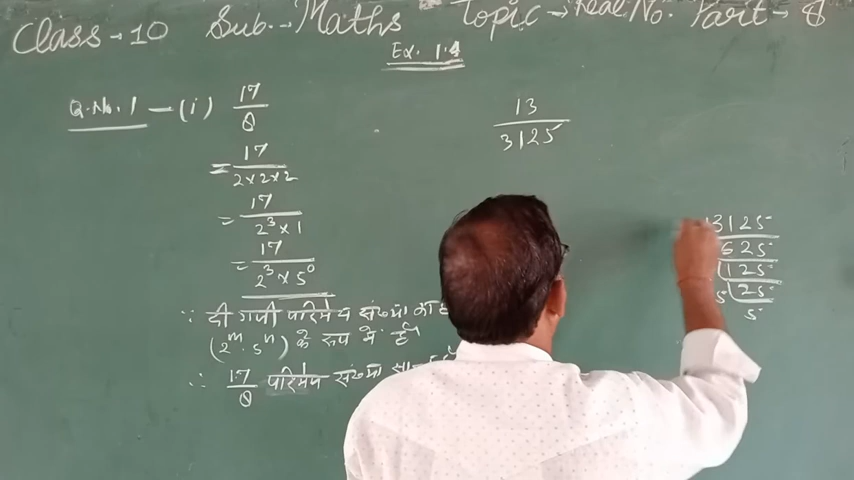 Class → 10 Sub.- Maths Topic → Real No. Part → 8
Ex. 1.4
Q.No. 1 — (i) 17/8
= 17/2×2×2
= 17/2³×1
= 17/2³×5⁰
∵ दी गयी परिमेय संख्या का ह
(2ᵐ·5ⁿ) के रूप में है
∴ 17/8 परिमेय संख्या सा
13/3125
3125
625
125
5 25
5